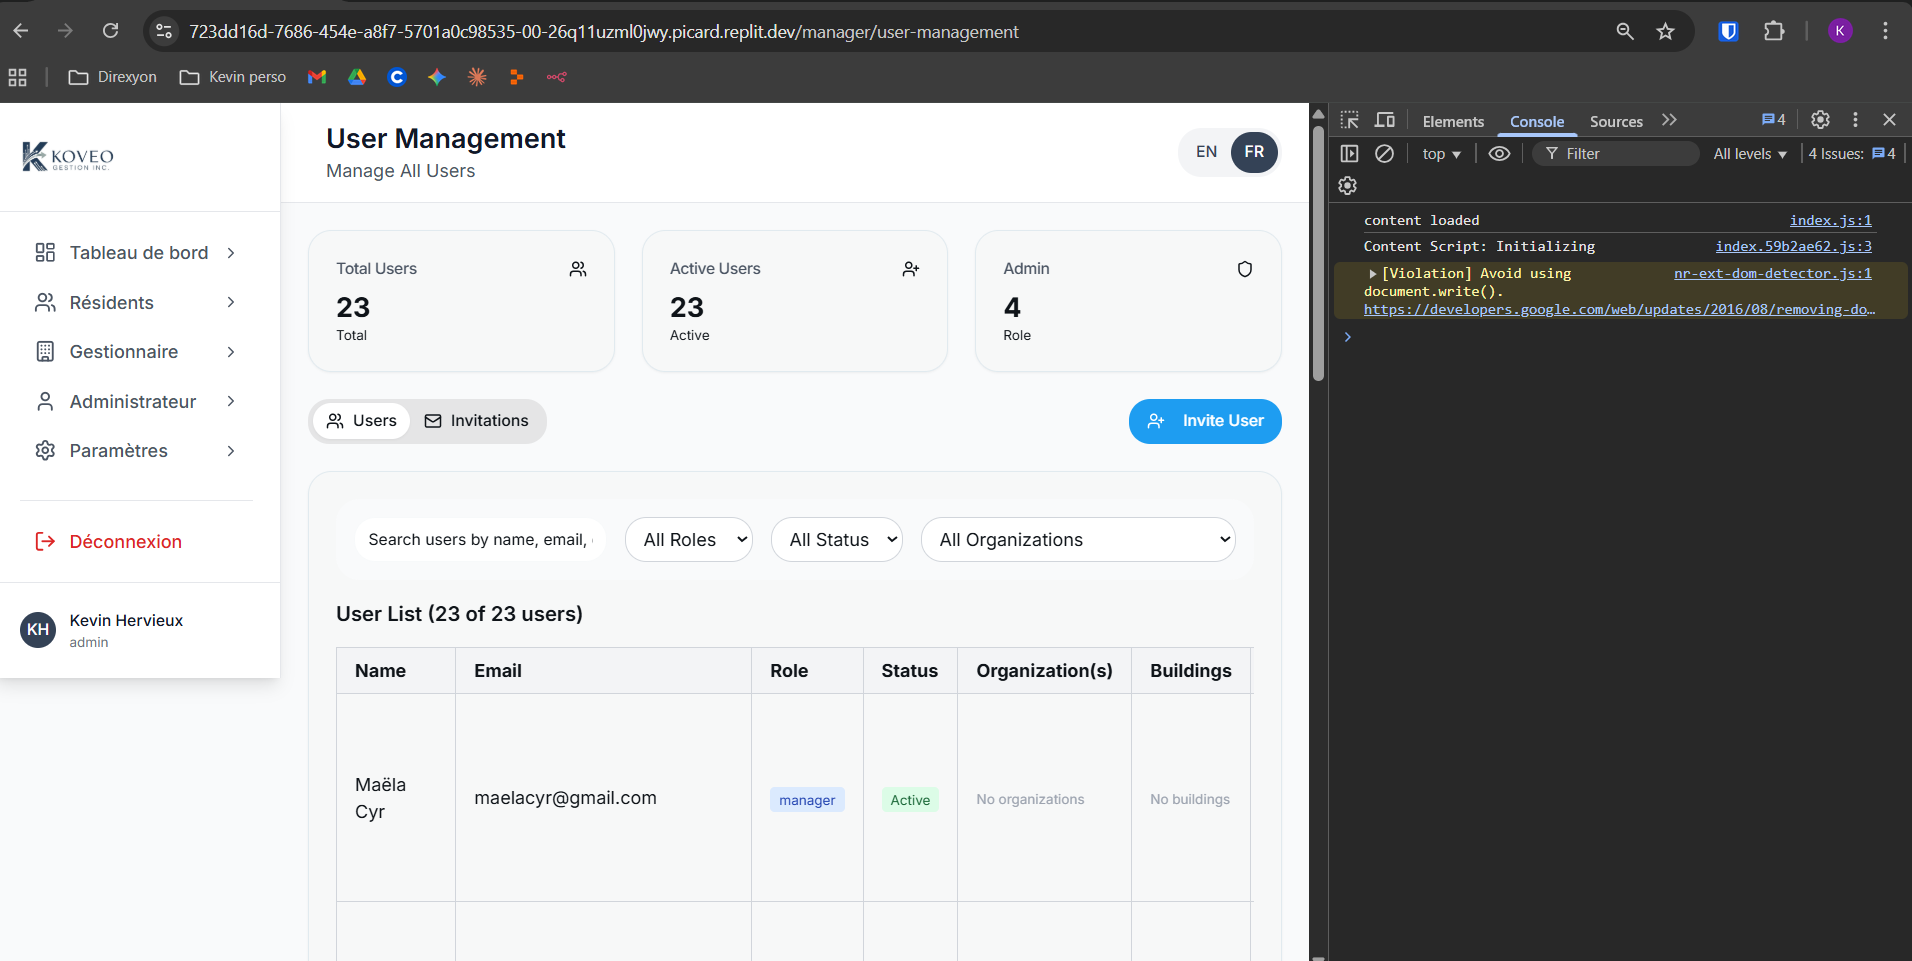 723dd16d-7686-454e-a8f7-5701a0c98535-00-26q11uzml0jwy.picard.replit.dev/manager/user-management
K
Direxyon
Kevin perso
KOVEO
GESTION INC.
Tableau de bord
Résidents
Gestionnaire
Administrateur
Paramètres
Déconnexion
KH
Kevin Hervieux
admin
User Management
Manage All Users
EN FR
Total Users
23
Total
Active Users
23
Active
Admin
4
Role
Users
Invitations
Invite User
Search users by name, email,
All Roles
All Status
All Organizations
User List (23 of 23 users)
Name Email Role Status Organization(s) Buildings
Maëla
Cyr
maelacyr@gmail.com
manager
Active
No organizations
No buildings
Elements Console Sources 4
top Filter All levels 4 Issues: 4
content loaded index.js:1
Content Script: Initializing index.59b2ae62.js:3
[Violation] Avoid using nr-ext-dom-detector.js:1
document.write().
https://developers.google.com/web/updates/2016/08/removing-do…